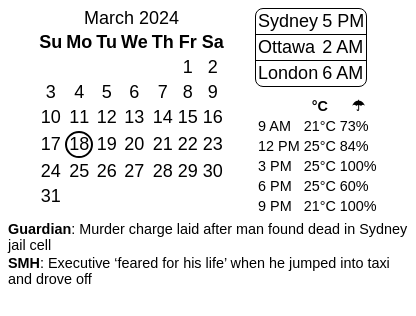 March 2024
Su Mo Tu We Th Fr Sa
1 2
3 4 5 6 7 8 9
10 11 12 13 14 15 16
17 18 19 20 21 22 23
24 25 26 27 28 29 30
31
Sydney 5 PM
Ottawa 2 AM
London 6 AM
°C ☂
9 AM 21°C 73%
12 PM 25°C 84%
3 PM 25°C 100%
6 PM 25°C 60%
9 PM 21°C 100%
Guardian: Murder charge laid after man found dead in Sydney
jail cell
SMH: Executive ‘feared for his life’ when he jumped into taxi
and drove off